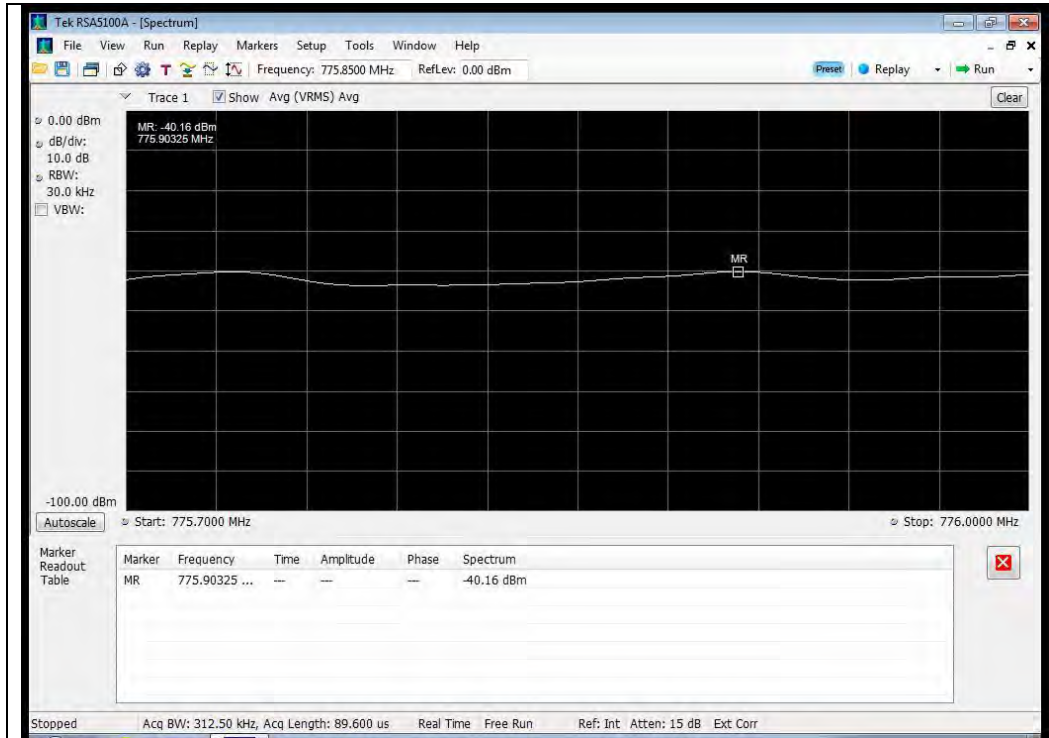 Tek RSA5100A - [Spectrum]
File View Run Replay Markers Setup Tools Window Help
T Frequency: 775.8500 MHz RefLev: 0.00 dBm Preset Replay Run
Trace 1 Show Avg (VRMS) Avg Clear
0.00 dBm
dB/div:
10.0 dB
RBW:
30.0 kHz
VBW:
MR: -40.16 dBm
775.90325 MHz
MR
-100.00 dBm
Autoscale Start: 775.7000 MHz Stop: 776.0000 MHz
Marker
Readout
Table
Marker Frequency Time Amplitude Phase Spectrum
MR 775.90325 ... --- --- --- -40.16 dBm
Stopped Acq BW: 312.50 kHz, Acq Length: 89.600 us Real Time Free Run Ref: Int Atten: 15 dB Ext Corr